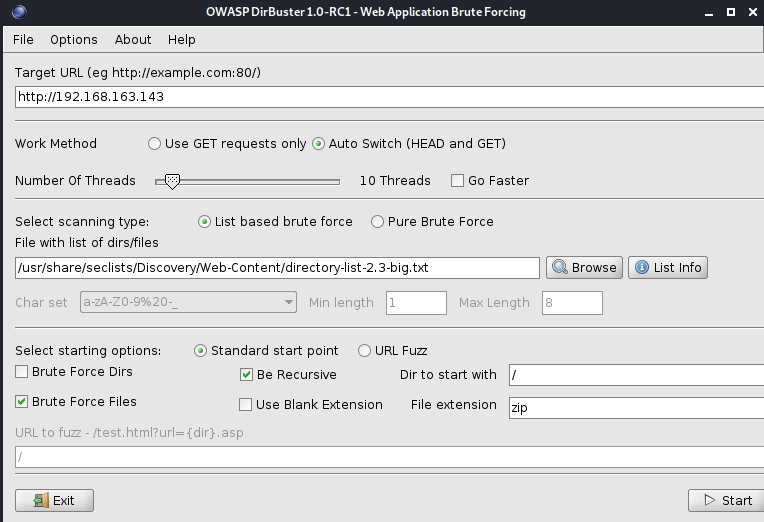 OWASP DirBuster 1.0-RC1 - Web Application Brute Forcing
File Options About Help
Target URL (eg http://example.com:80/)
http://192.168.163.143
Work Method Use GET requests only Auto Switch (HEAD and GET)
Number Of Threads 10 Threads Go Faster
Select scanning type: List based brute force Pure Brute Force
File with list of dirs/files
/usr/share/seclists/Discovery/Web-Content/directory-list-2.3-big.txt Browse List Info
Char set a-zA-Z0-9%20-_ Min length 1 Max Length 8
Select starting options: Standard start point URL Fuzz
Brute Force Dirs Be Recursive Dir to start with /
Brute Force Files Use Blank Extension File extension zip
URL to fuzz - /test.html?url={dir}.asp
/
Exit Start